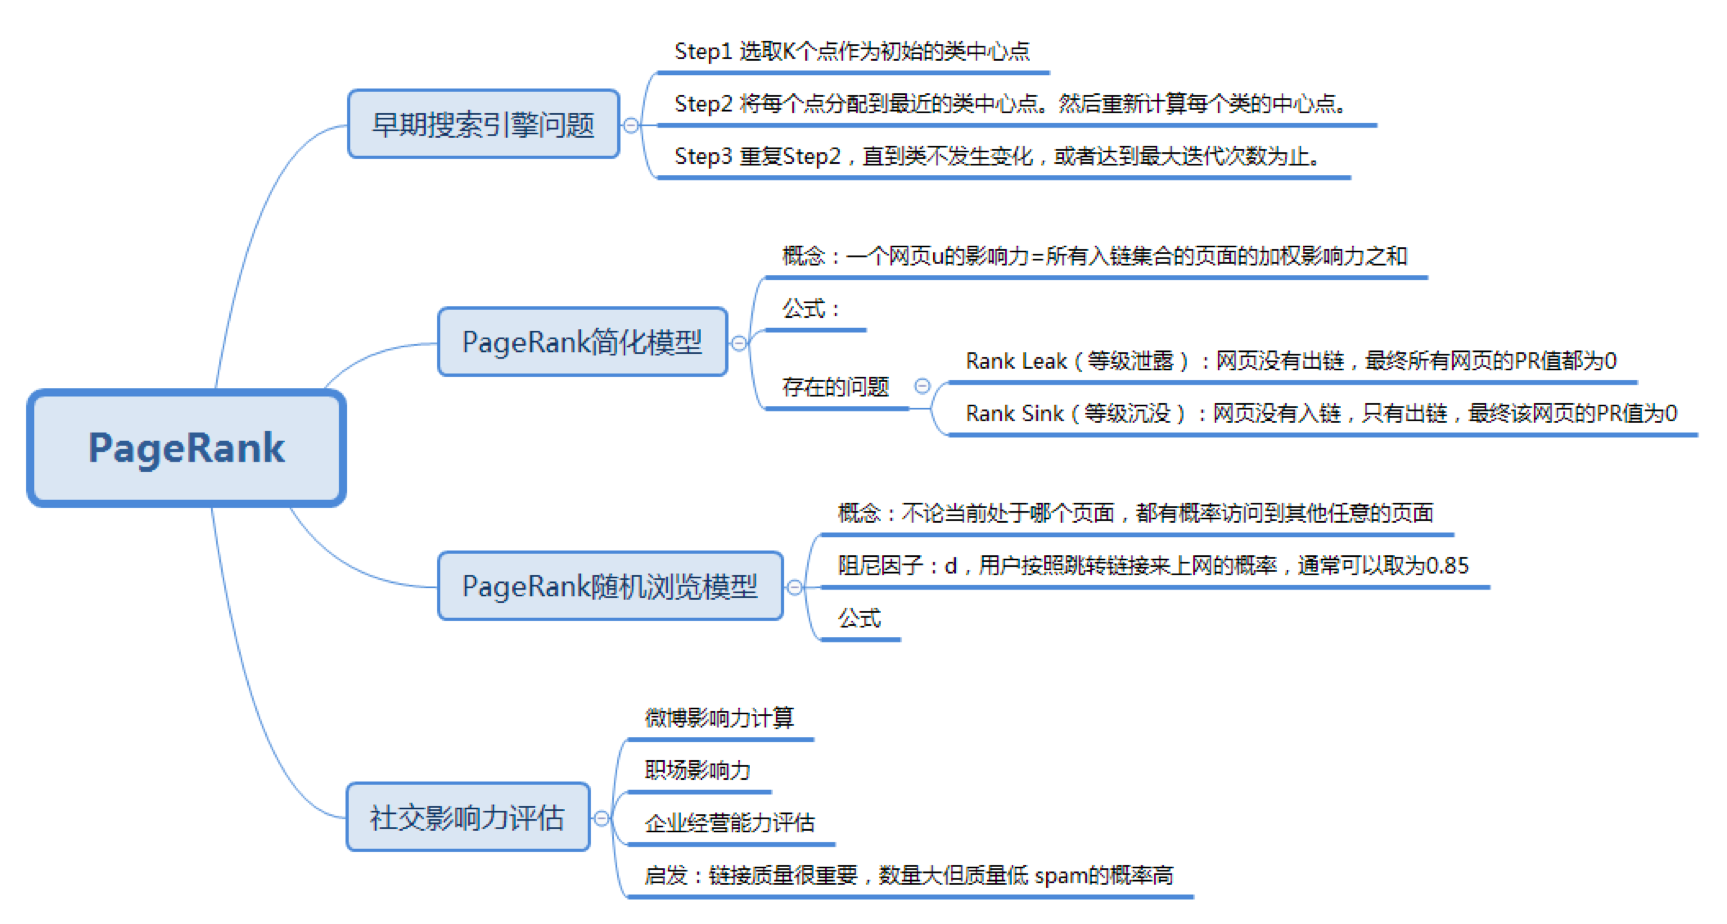 PageRank
早期搜索引擎问题
Step1 选取K个点作为初始的类中心点
Step2 将每个点分配到最近的类中心点。然后重新计算每个类的中心点。
Step3 重复Step2，直到类不发生变化，或者达到最大迭代次数为止。
PageRank简化模型
概念：一个网页u的影响力=所有入链集合的页面的加权影响力之和
公式：
存在的问题
Rank Leak（等级泄露）：网页没有出链，最终所有网页的PR值都为0
Rank Sink（等级沉没）：网页没有入链，只有出链，最终该网页的PR值为0
PageRank随机浏览模型
概念：不论当前处于哪个页面，都有概率访问到其他任意的页面
阻尼因子：d，用户按照跳转链接来上网的概率，通常可以取为0.85
公式
社交影响力评估
微博影响力计算
职场影响力
企业经营能力评估
启发：链接质量很重要，数量大但质量低 spam的概率高